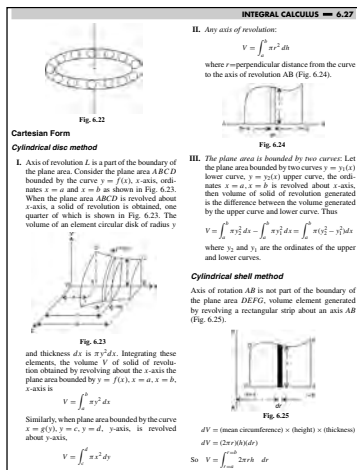 INTEGRAL CALCULUS — 6.27
Fig. 6.22
Cartesian Form
Cylindrical disc method
I. Axis of revolution L is a part of the boundary of
the plane area. Consider the plane area ABCD
bounded by the curve y = f(x), x-axis, ordi-
nates x = a and x = b as shown in Fig. 6.23.
When the plane area ABCD is revolved about
x-axis, a solid of revolution is obtained, one
quarter of which is shown in Fig. 6.23. The
volume of an element circular disk of radius y
Fig. 6.23
and thickness dx is πy²dx. Integrating these
elements, the volume V of solid of revolu-
tion obtained by revolving about the x-axis the
plane area bounded by y = f(x), x = a, x = b,
x-axis is
V = ∫_a^b πy² dx
Similarly, when plane area bounded by the curve
x = g(y), y = c, y = d, y-axis, is revolved
about y-axis,
V = ∫_c^d πx² dy
II. Any axis of revolution:
V = ∫_a^b πr² dh
where r=perpendicular distance from the curve
to the axis of revolution AB (Fig. 6.24).
Fig. 6.24
III. The plane area is bounded by two curves: Let
the plane area bounded by two curves y = y₁(x)
lower curve, y = y₂(x) upper curve, the ordi-
nates x = a, x = b is revolved about x-axis,
then volume of solid of revolution generated
is the difference between the volume generated
by the upper curve and lower curve. Thus
V = ∫_a^b πy₂² dx − ∫_a^b πy₁² dx = ∫_a^b π(y₂² − y₁²)dx
where y₂ and y₁ are the ordinates of the upper
and lower curves.
Cylindrical shell method
Axis of rotation AB is not part of the boundary of
the plane area DEFG, volume element generated
by revolving a rectangular strip about an axis AB
(Fig. 6.25).
dr
Fig. 6.25
dV = (mean circumference) × (height) × (thickness)
dV = (2πr)(h)(dr)
So V = ∫_{r=a}^{r=b} 2πrh dr